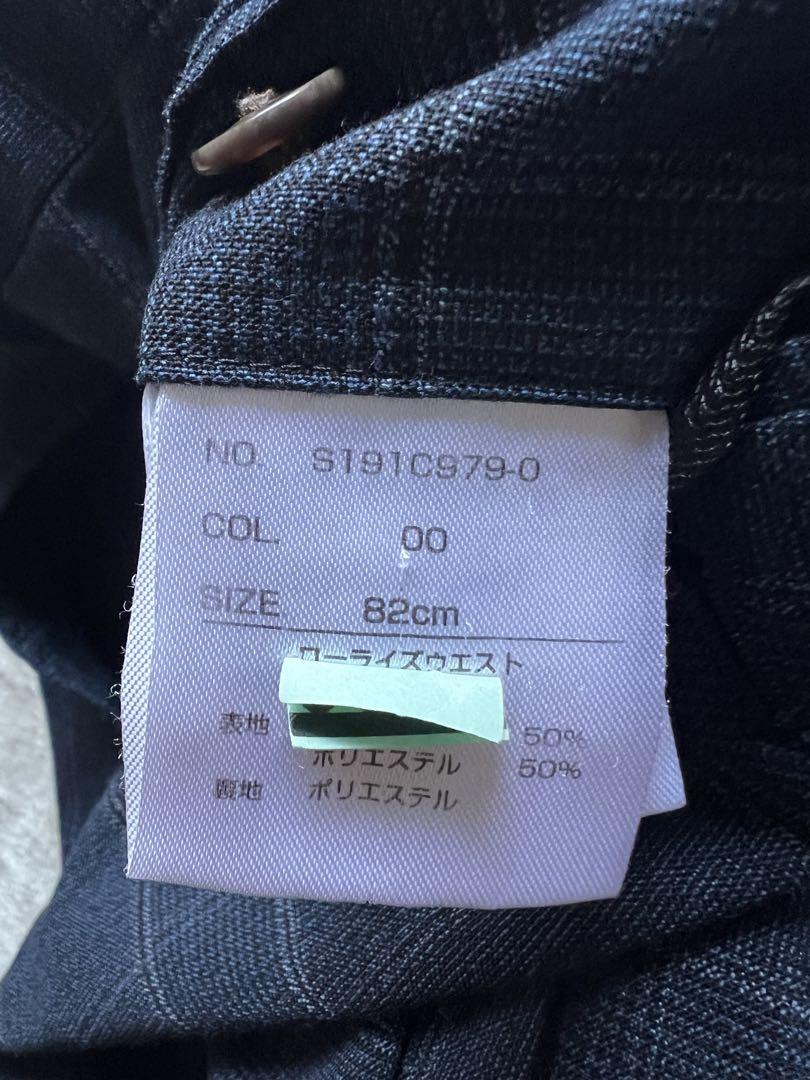 NO. S191C979-0
COL. 00
SIZE 82cm
ローライズウエスト
表地 50%
ポリエステル 50%
裏地 ポリエステル